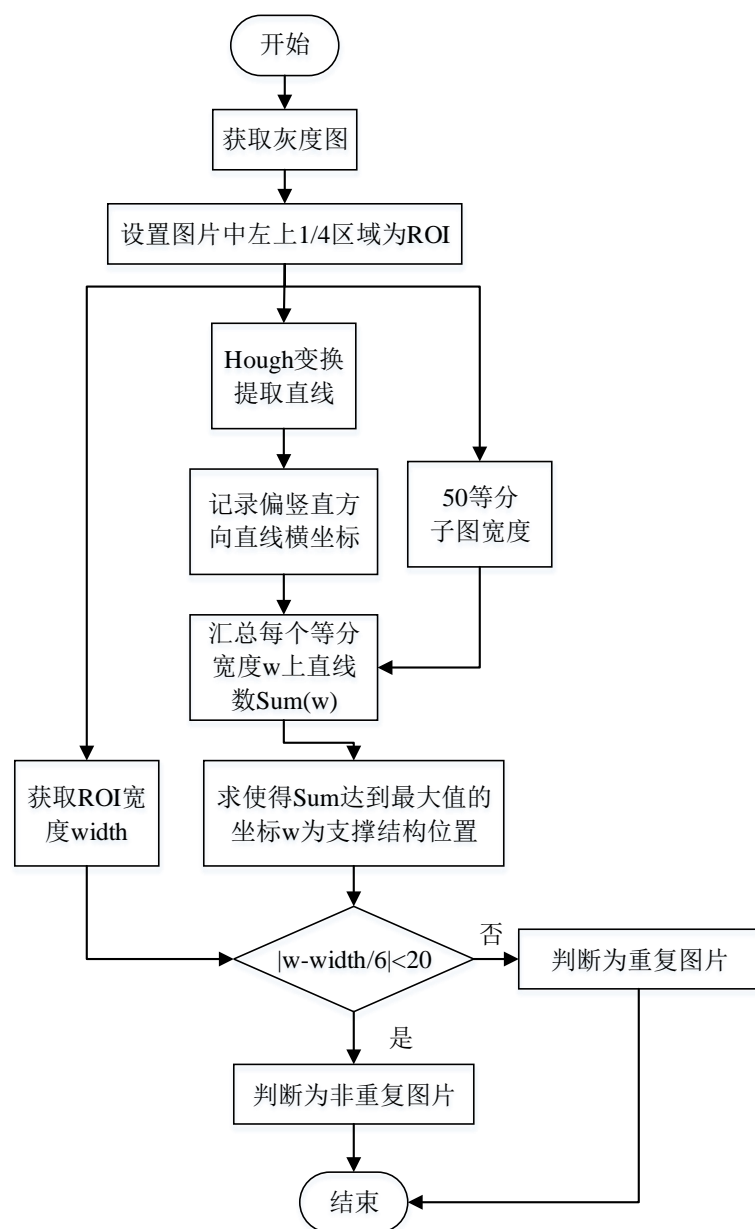 开始
获取灰度图
设置图片中左上1/4区域为ROI
Hough变换
提取直线
记录偏竖直方
向直线横坐标
50等分
子图宽度
汇总每个等分
宽度w上直线
数Sum(w)
获取ROI宽
度width
求使得Sum达到最大值的
坐标w为支撑结构位置
|w-width/6|<20
否
判断为重复图片
是
判断为非重复图片
结束